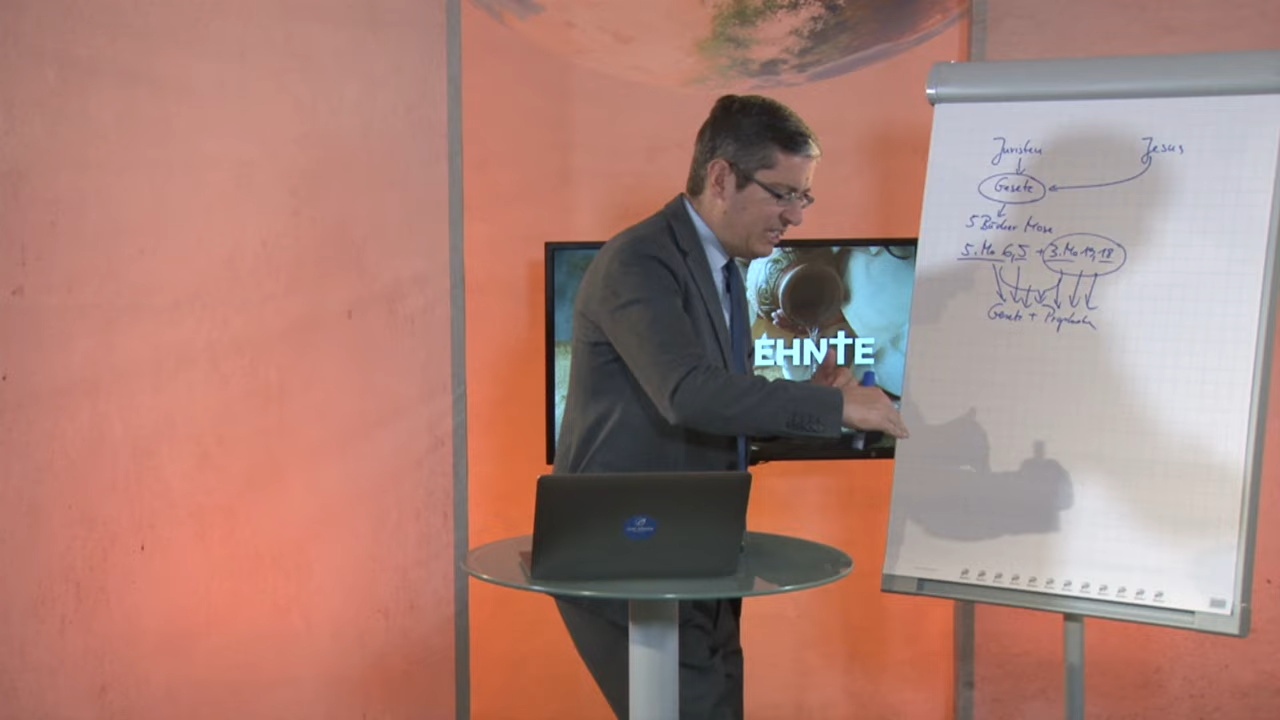 Juristen Jesus
Gesetz
5 Bücher Mose
5. Mo 6,5 + 3. Mo 19,18
Gesetz + Propheten
EHNTE